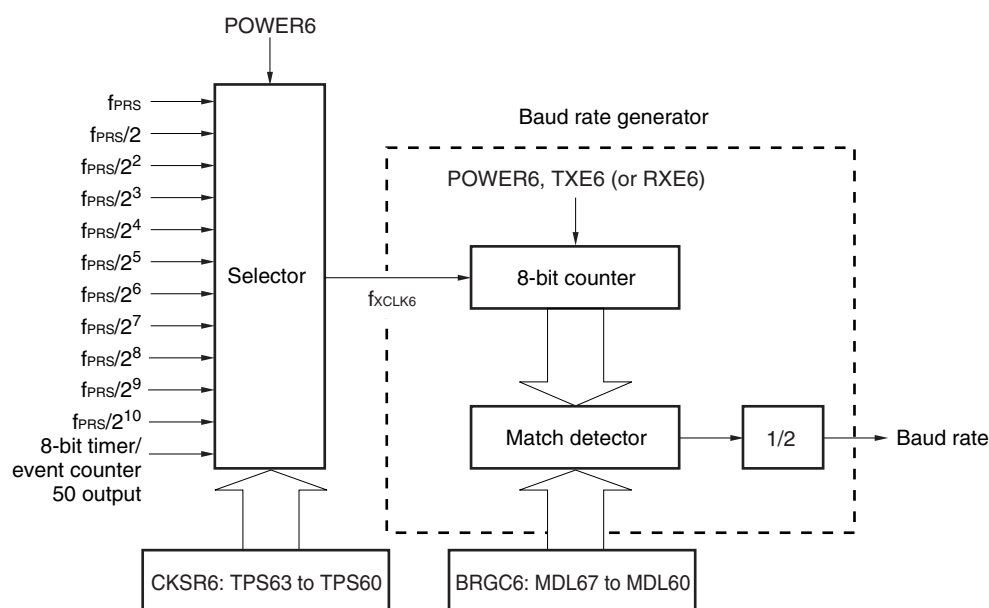 POWER6
fPRS
fPRS/2
fPRS/2²
fPRS/2³
fPRS/2⁴
fPRS/2⁵
fPRS/2⁶
fPRS/2⁷
fPRS/2⁸
fPRS/2⁹
fPRS/2¹⁰
8-bit timer/
event counter
50 output
Selector
fXCLK6
Baud rate generator
POWER6, TXE6 (or RXE6)
8-bit counter
Match detector
1/2
Baud rate
CKSR6: TPS63 to TPS60
BRGC6: MDL67 to MDL60